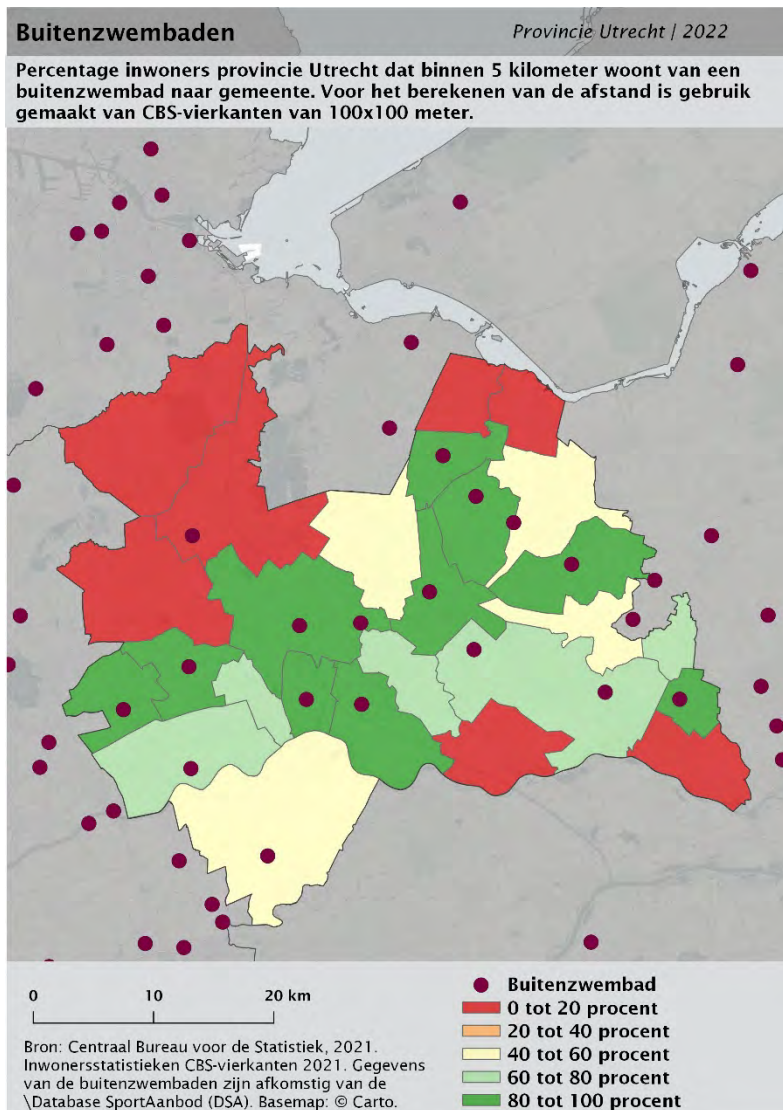 Buitenzwembaden
Provincie Utrecht | 2022
Percentage inwoners provincie Utrecht dat binnen 5 kilometer woont van een
buitenzwembad naar gemeente. Voor het berekenen van de afstand is gebruik
gemaakt van CBS-vierkanten van 100x100 meter.
0 10 20 km
Bron: Centraal Bureau voor de Statistiek, 2021.
Inwonersstatistieken CBS-vierkanten 2021. Gegevens
van de buitenzwembaden zijn afkomstig van de
\Database SportAanbod (DSA). Basemap: © Carto.
Buitenzwembad
0 tot 20 procent
20 tot 40 procent
40 tot 60 procent
60 tot 80 procent
80 tot 100 procent